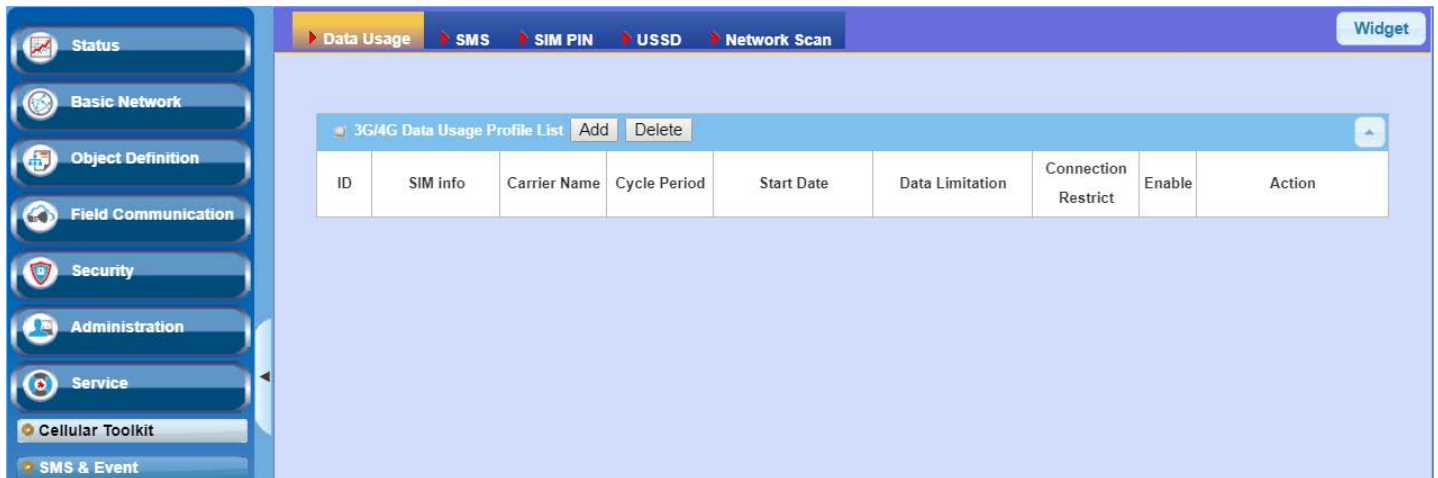 Status
Basic Network
Object Definition
Field Communication
Security
Administration
Service
Cellular Toolkit
SMS & Event
Data Usage SMS SIM PIN USSD Network Scan
Widget
3G/4G Data Usage Profile List Add Delete
ID SIM info Carrier Name Cycle Period Start Date Data Limitation Connection Restrict Enable Action